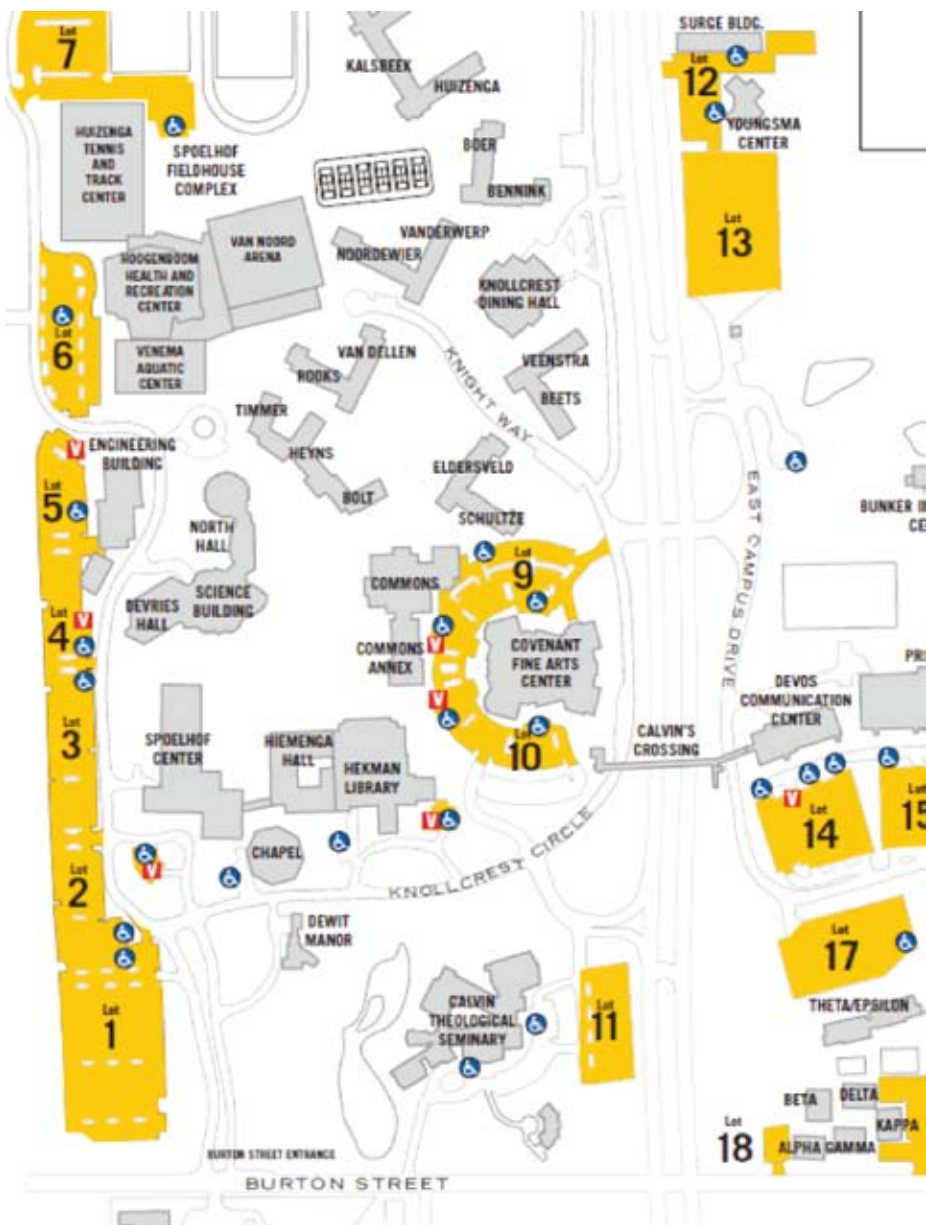 SURGE BLDG.
Lot
7
KALSBEEK
HUIZENGA
Lot
12
YOUNGSMA
CENTER
HUIZENGA
TENNIS
AND
TRACK
CENTER
SPOELHOF
FIELDHOUSE
COMPLEX
BOER
BENNINK
Lot
13
VAN NOORD
ARENA
VANDERWERP
NOORDEWIER
HOOGENBOOM
HEALTH AND
RECREATION
CENTER
KNOLLCREST
DINING HALL
Lot
6
VENEMA
AQUATIC
CENTER
VAN DELLEN
ROOKS
KNIGHT WAY
VEENSTRA
BEETS
TIMMER
HEYNS
BOLT
V
ENGINEERING
BUILDING
Lot
5
ELDERSVELD
SCHULTZE
EAST CAMPUS DRIVE
BUNKER
NORTH
HALL
Lot
9
COMMONS
DEVRIES
HALL
SCIENCE
BUILDING
Lot
4
V
COMMONS
ANNEX
V
COVENANT
FINE ARTS
CENTER
DEVOS
COMMUNICATION
CENTER
V
Lot
3
SPOELHOF
CENTER
HIEMENGA
HALL
HEKMAN
LIBRARY
Lot
10
CALVIN'S
CROSSING
V
Lot
14
Lot
15
V
CHAPEL
V
Lot
2
KNOLLCREST CIRCLE
DEWIT
MANOR
Lot
17
Lot
1
CALVIN
THEOLOGICAL
SEMINARY
Lot
11
THETA/EPSILON
BETA
DELTA
KAPPA
Lot
18
ALPHA
GAMMA
BURTON STREET ENTRANCE
BURTON STREET